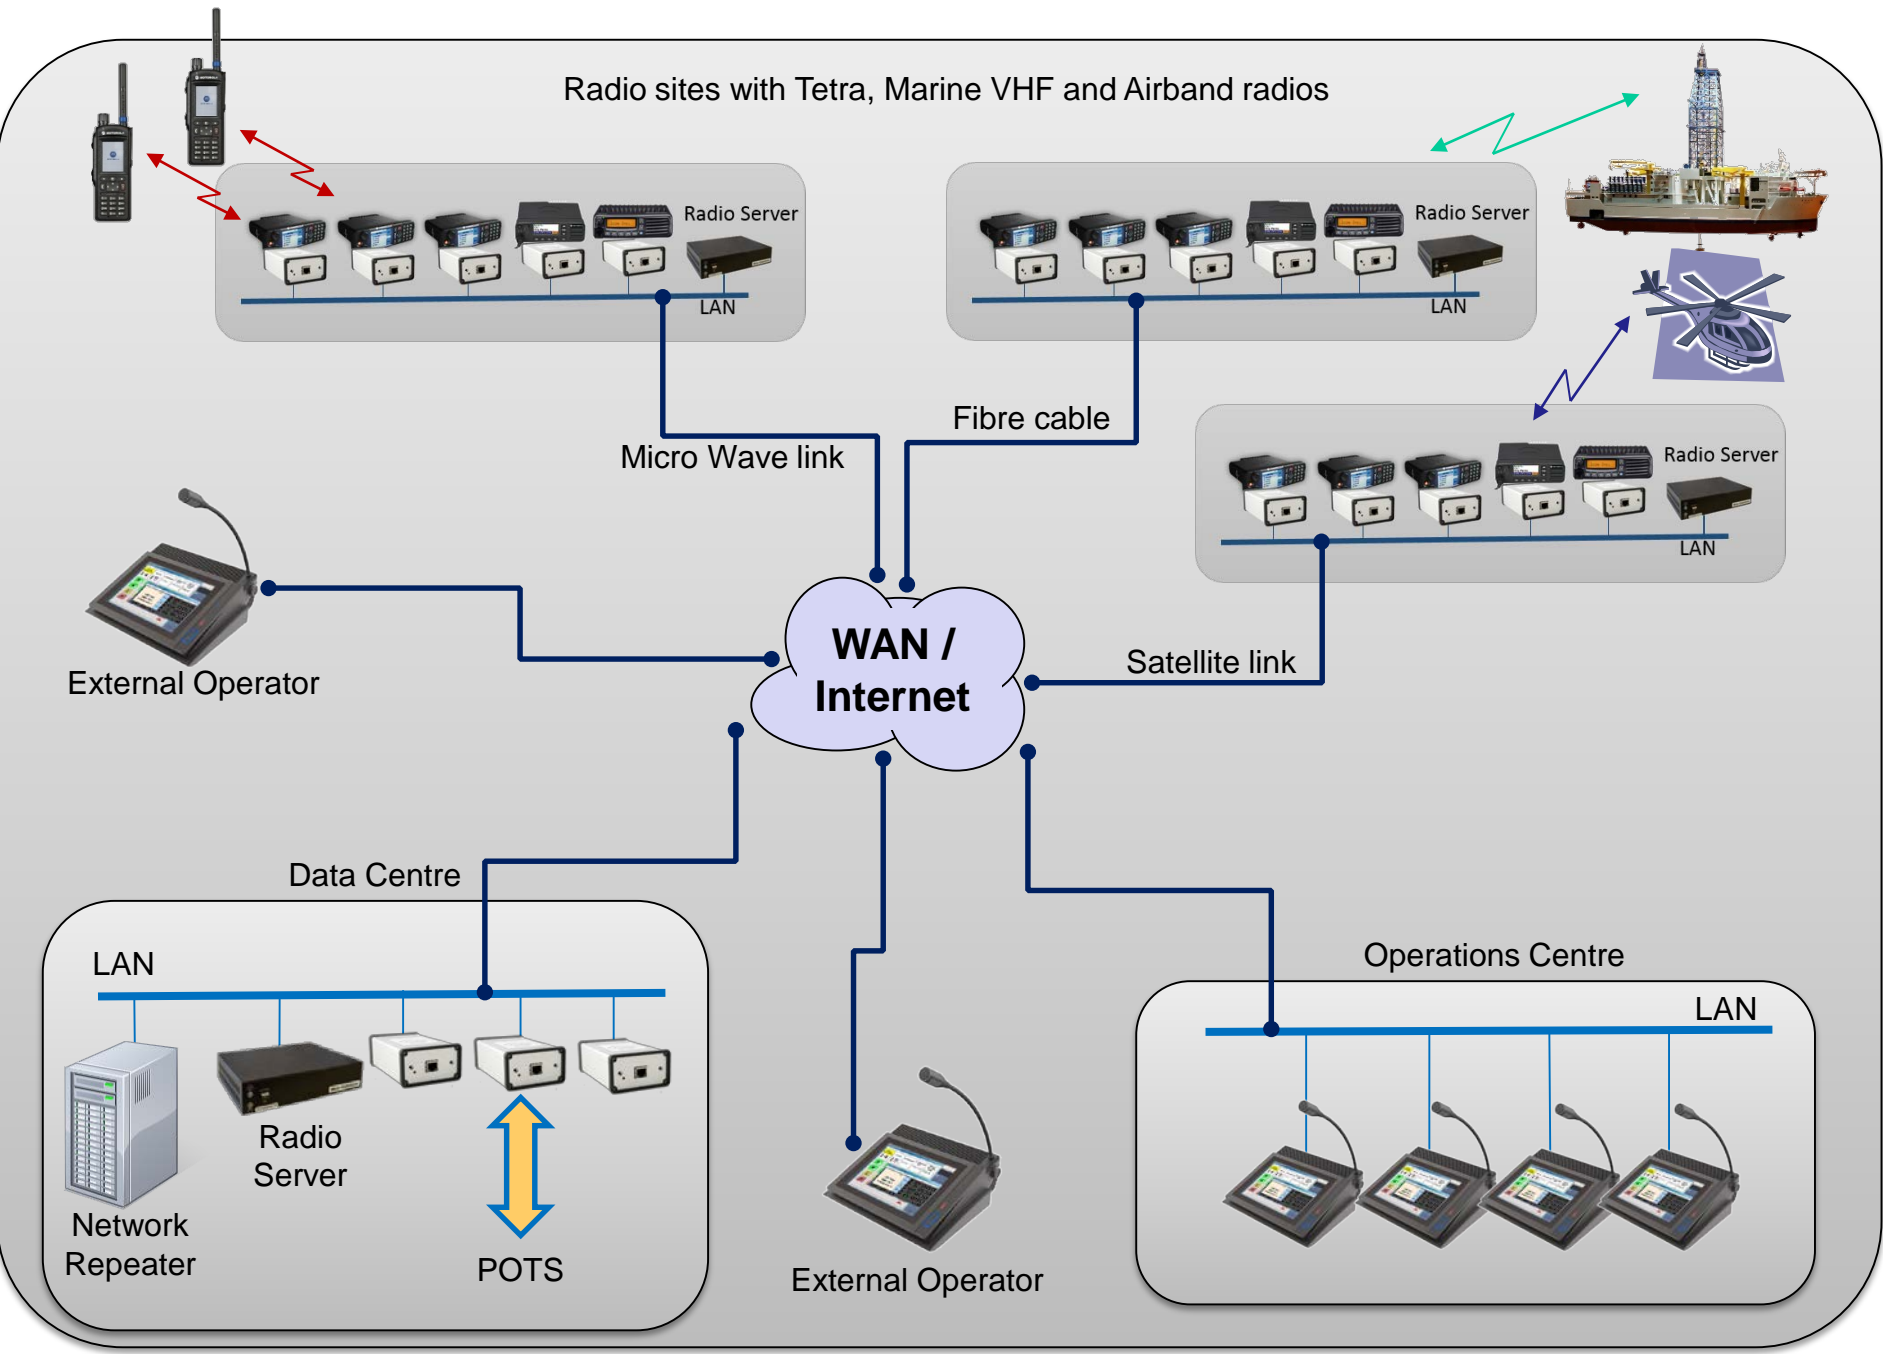 Radio sites with Tetra, Marine VHF and Airband radios
Radio Server
LAN
Radio Server
LAN
Fibre cable
Micro Wave link
Radio Server
LAN
External Operator
WAN /
Internet
Satellite link
Data Centre
LAN
Radio
Server
Network
Repeater
POTS
External Operator
Operations Centre
LAN